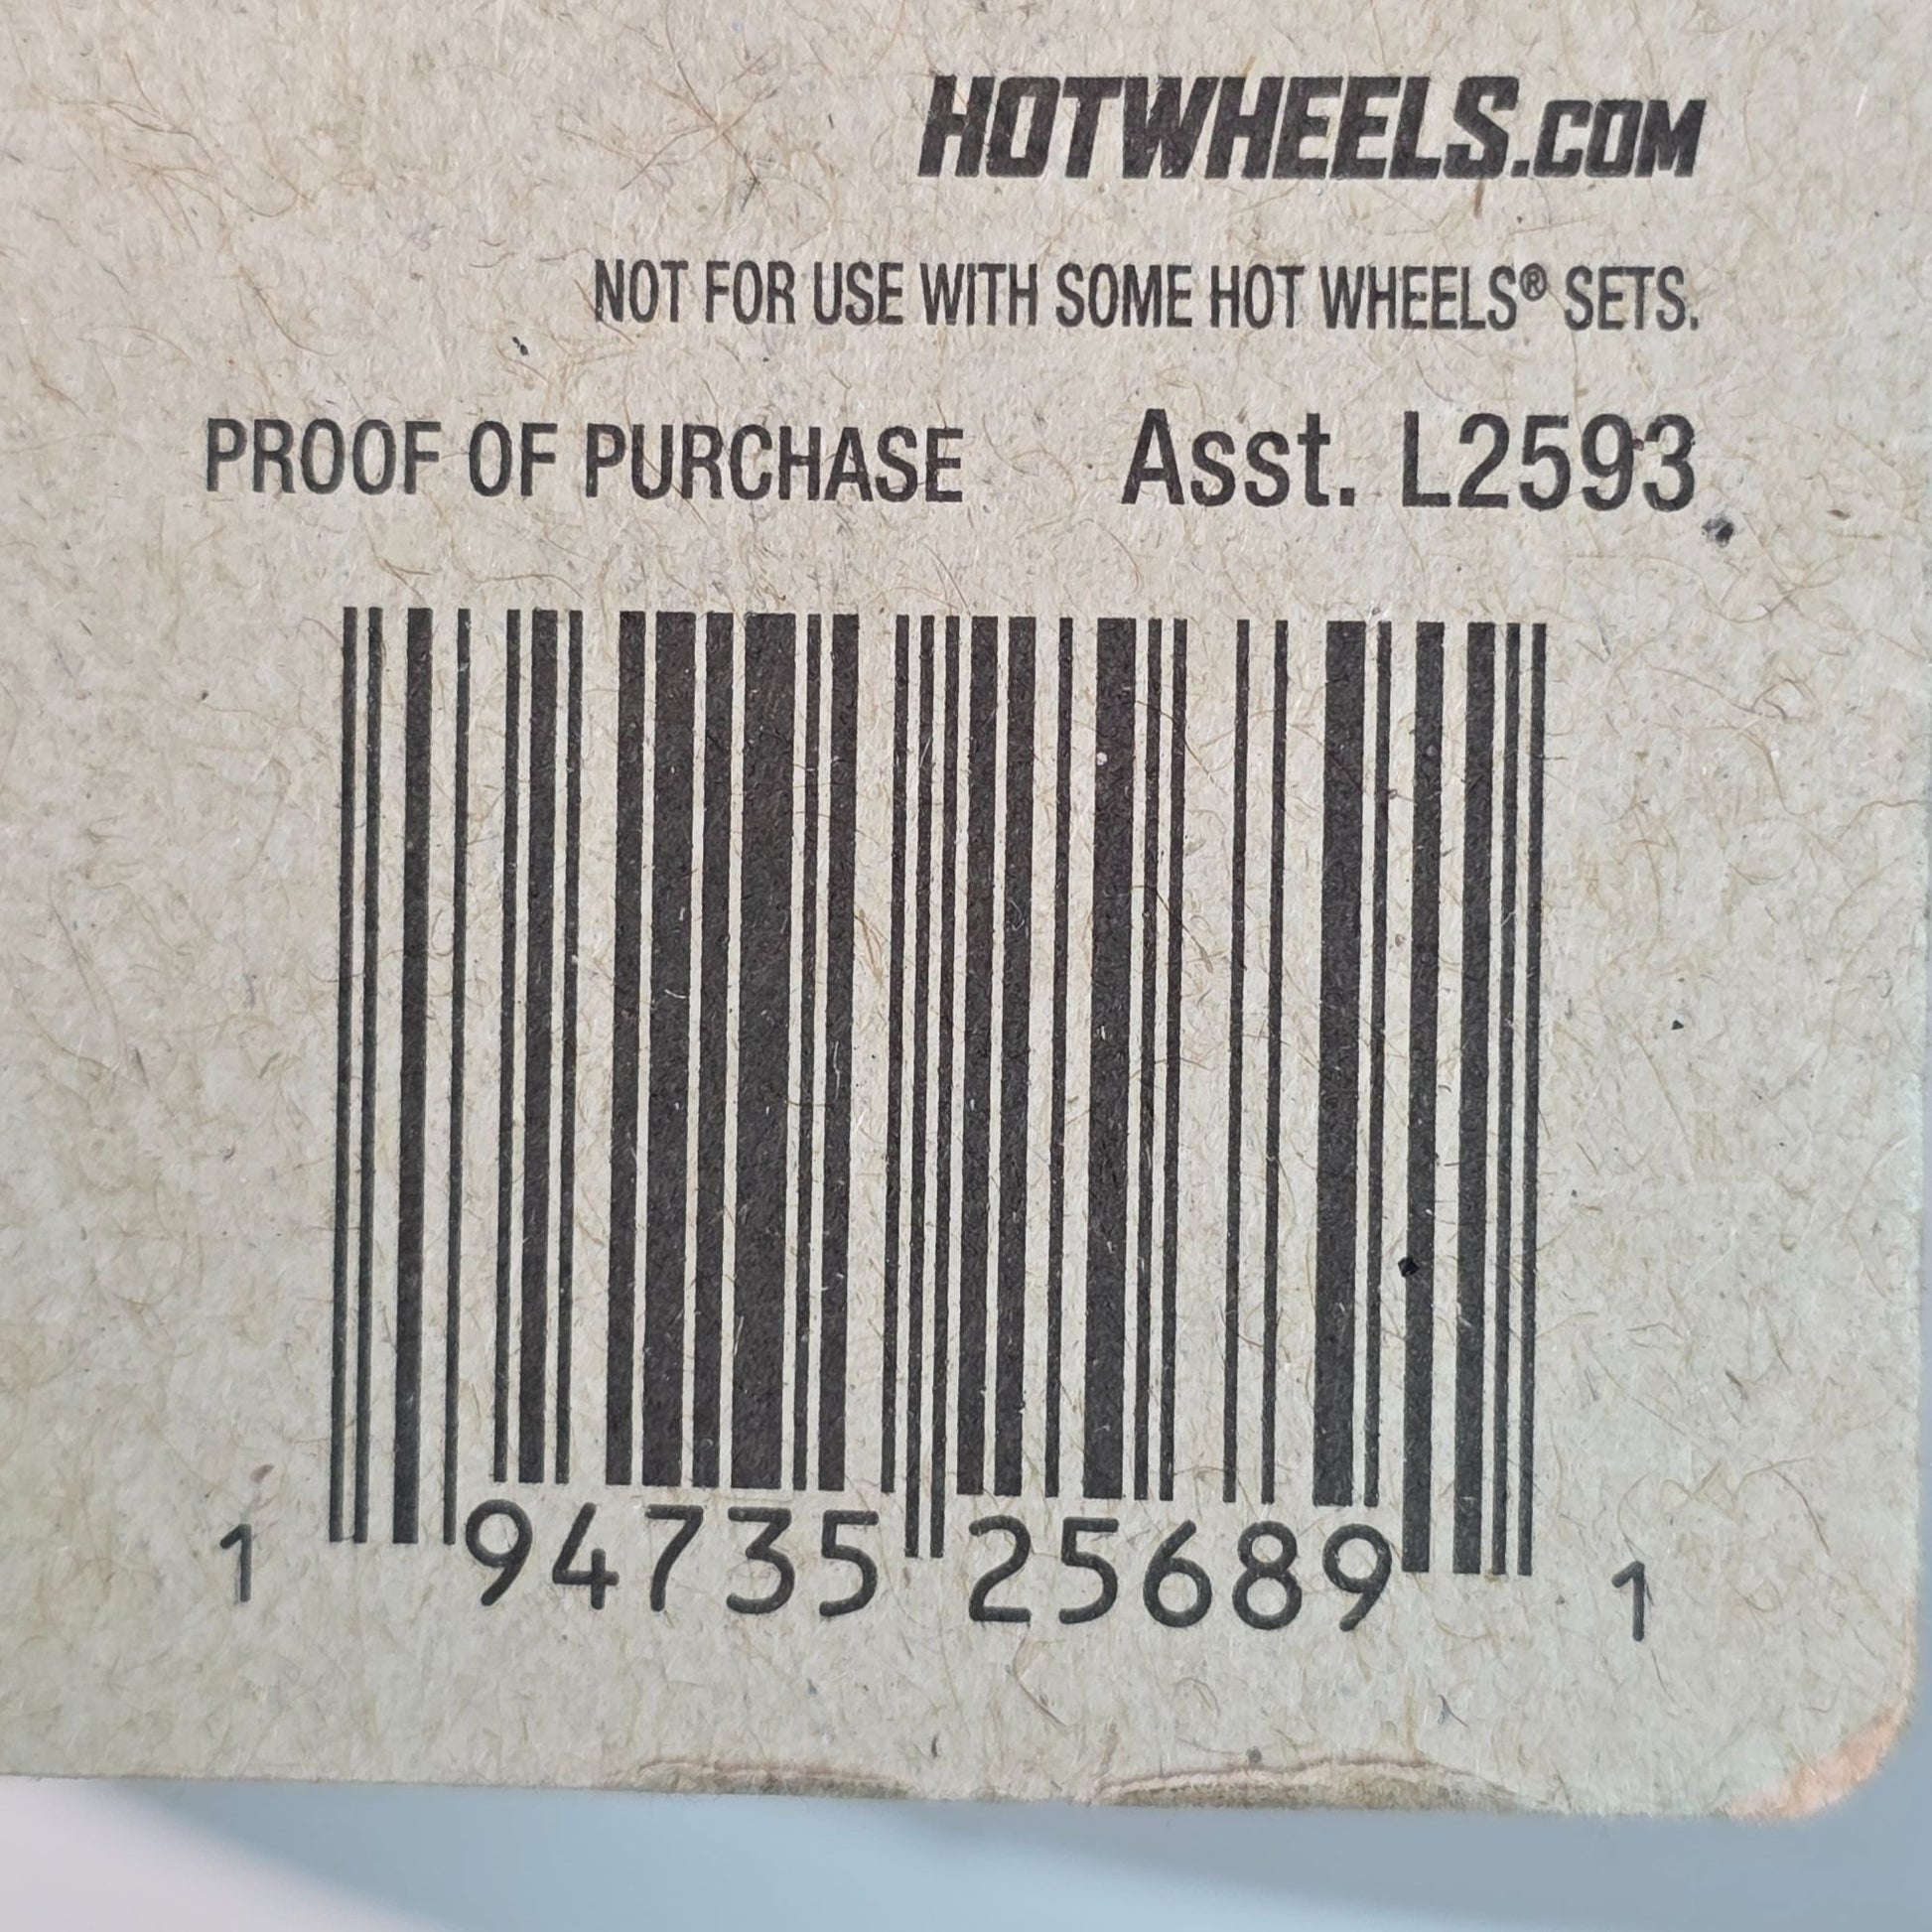 HOTWHEELS.COM
NOT FOR USE WITH SOME HOT WHEELS® SETS.
PROOF OF PURCHASE Asst. L2593
1 94735 25689 1